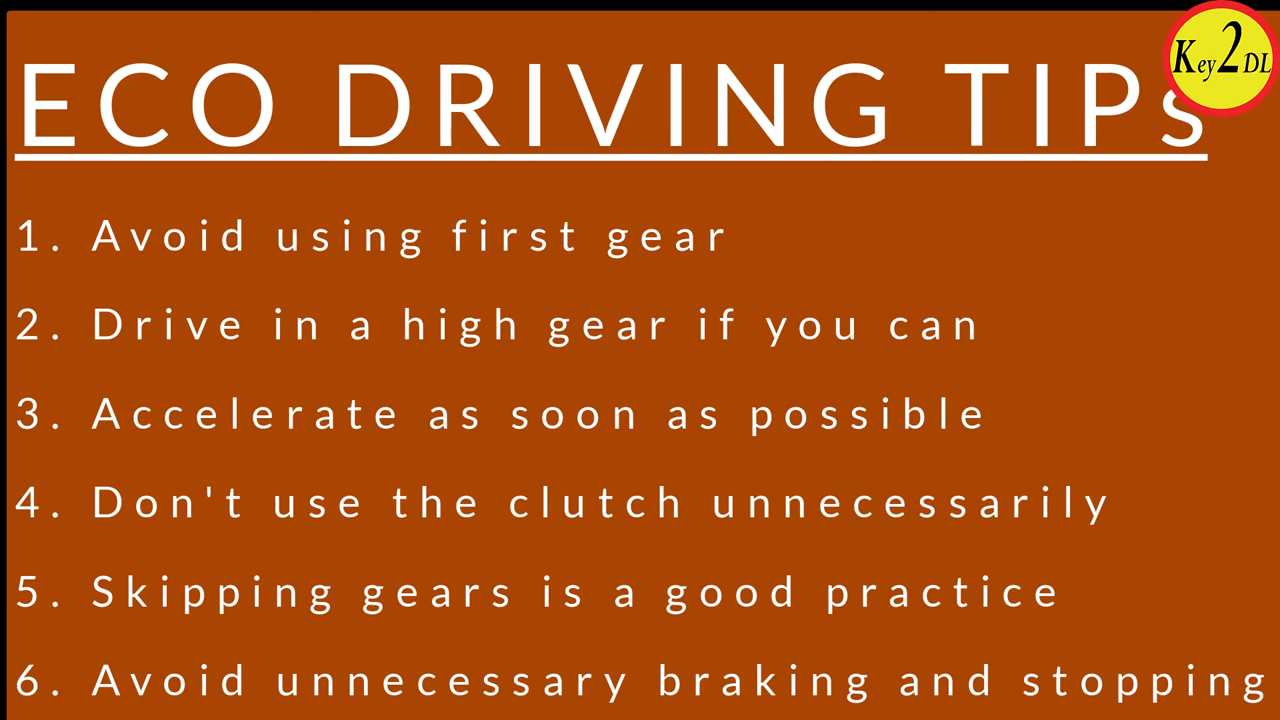 ECO DRIVING TIPS
Key2DL
1. Avoid using first gear
2. Drive in a high gear if you can
3. Accelerate as soon as possible
4. Don't use the clutch unnecessarily
5. Skipping gears is a good practice
6. Avoid unnecessary braking and stopping